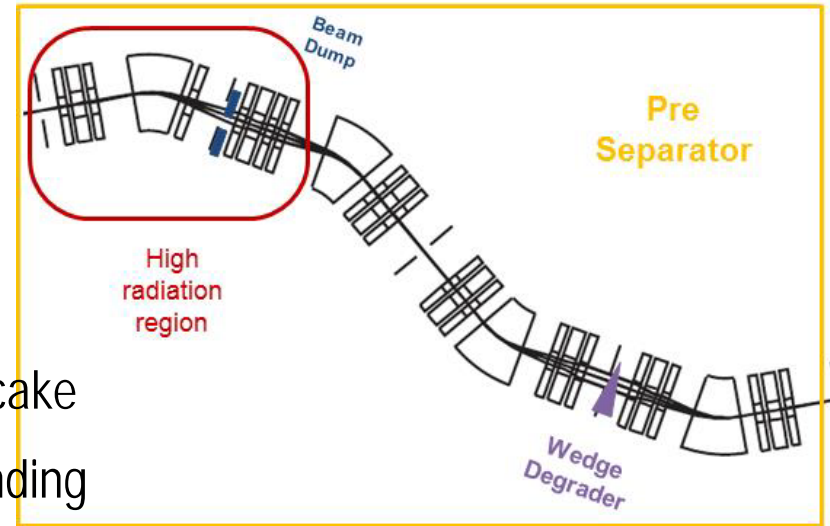 Beam
Dump
Pre
Separator
High
radiation
region
cake
nding
Wedge
Degrader